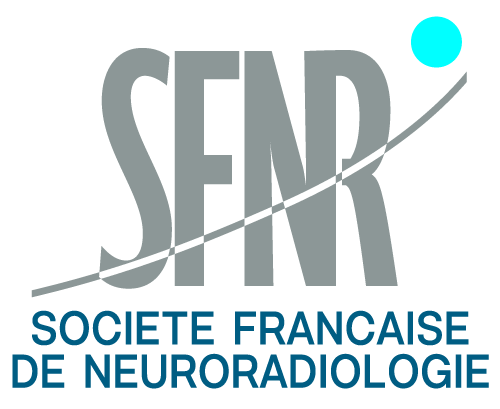 SFNR
SOCIETE FRANCAISE
DE NEURORADIOLOGIE